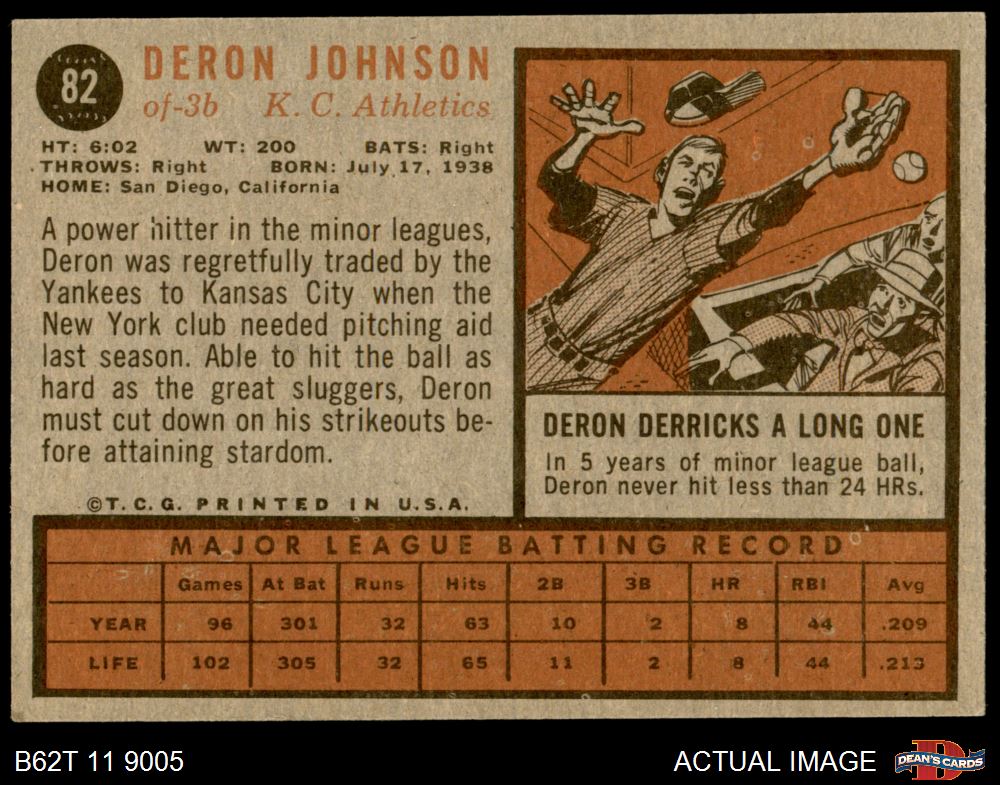 82
DERON JOHNSON
of-3b K. C. Athletics
HT: 6:02 WT: 200 BATS: Right
THROWS: Right BORN: July 17, 1938
HOME: San Diego, California
A power hitter in the minor leagues,
Deron was regretfully traded by the
Yankees to Kansas City when the
New York club needed pitching aid
last season. Able to hit the ball as
hard as the great sluggers, Deron
must cut down on his strikeouts be-
fore attaining stardom.
©T.C.G. PRINTED IN U.S.A.
DERON DERRICKS A LONG ONE
In 5 years of minor league ball,
Deron never hit less than 24 HRs.
MAJOR LEAGUE BATTING RECORD
Games At Bat Runs Hits 2B 3B HR RBI Avg
YEAR 96 301 32 63 10 2 8 44 .209
LIFE 102 305 32 65 11 2 8 44 .213
B62T 11 9005
ACTUAL IMAGE
D
DEAN'S CARDS